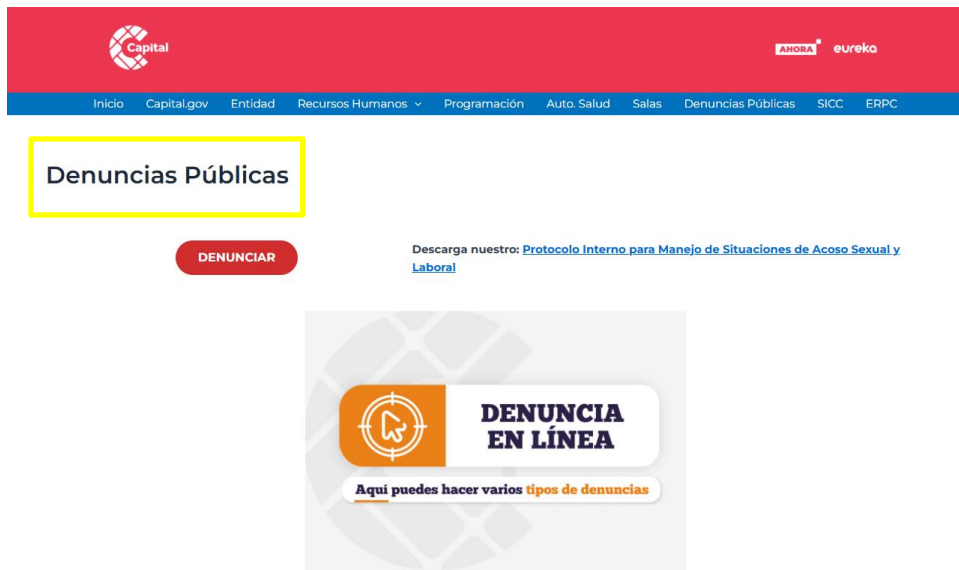 Capital
AHORA eureka
Inicio Capital.gov Entidad Recursos Humanos Programación Auto. Salud Salas Denuncias Públicas SICC ERPC
Denuncias Públicas
DENUNCIAR
Descarga nuestro: Protocolo Interno para Manejo de Situaciones de Acoso Sexual y
Laboral
DENUNCIA
EN LÍNEA
Aquí puedes hacer varios tipos de denuncias